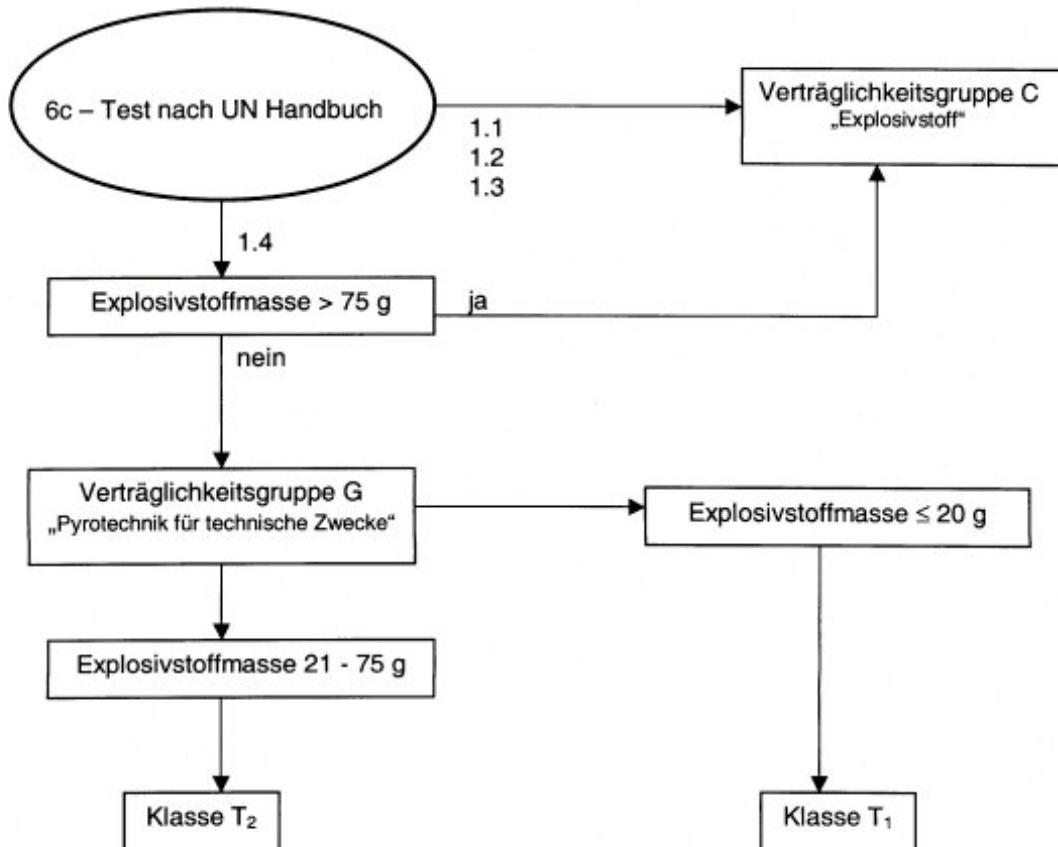 6c – Test nach UN Handbuch
1.1
1.2
1.3
Verträglichkeitsgruppe C
„Explosivstoff“
1.4
Explosivstoffmasse > 75 g
ja
nein
Verträglichkeitsgruppe G
„Pyrotechnik für technische Zwecke“
Explosivstoffmasse ≤ 20 g
Explosivstoffmasse 21 - 75 g
Klasse T₂
Klasse T₁